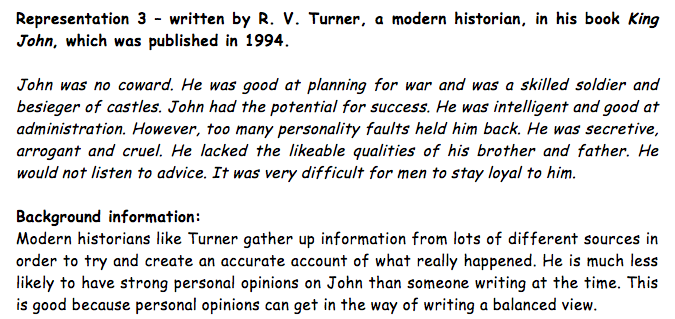 Representation 3 – written by R. V. Turner, a modern historian, in his book King
John, which was published in 1994.
John was no coward. He was good at planning for war and was a skilled soldier and
besieger of castles. John had the potential for success. He was intelligent and good at
administration. However, too many personality faults held him back. He was secretive,
arrogant and cruel. He lacked the likeable qualities of his brother and father. He
would not listen to advice. It was very difficult for men to stay loyal to him.
Background information:
Modern historians like Turner gather up information from lots of different sources in
order to try and create an accurate account of what really happened. He is much less
likely to have strong personal opinions on John than someone writing at the time. This
is good because personal opinions can get in the way of writing a balanced view.